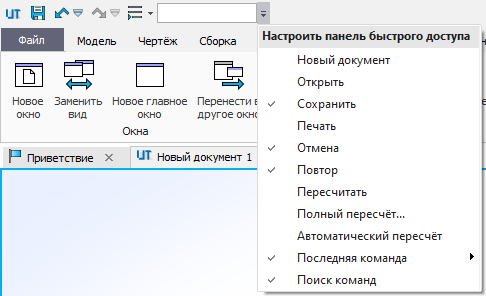 UT
Настроить панель быстрого доступа
Файл
Модель
Чертёж
Сборка
Новый документ
Открыть
Сохранить
Печать
Отмена
Повтор
Пересчитать
Полный пересчёт...
Автоматический пересчёт
Последняя команда
Поиск команд
Новое
окно
Заменить
вид
Новое главное
окно
Перенести в
другое окно
Окна
Приветствие
UT Новый документ 1